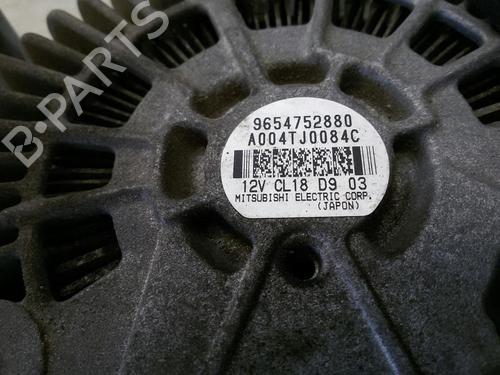 B-PARTS
9654752880
A004TJ0084C
12V CL18 D9 03
MITSUBISHI ELECTRIC CORP.
(JAPON)